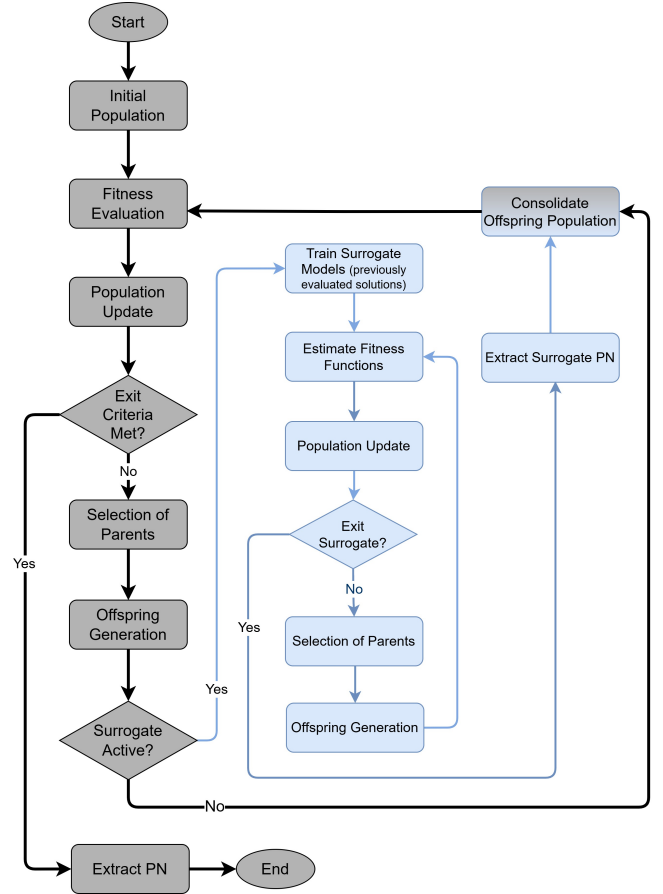 Start
Initial
Population
Fitness
Evaluation
Population
Update
Exit
Criteria
Met?
No
Yes
Selection of
Parents
Offspring
Generation
Surrogate
Active?
Yes
No
Extract PN
End
Train Surrogate
Models (previously
evaluated solutions)
Estimate Fitness
Functions
Population Update
Exit
Surrogate?
No
Yes
Selection of Parents
Offspring Generation
Extract Surrogate PN
Consolidate
Offspring Population